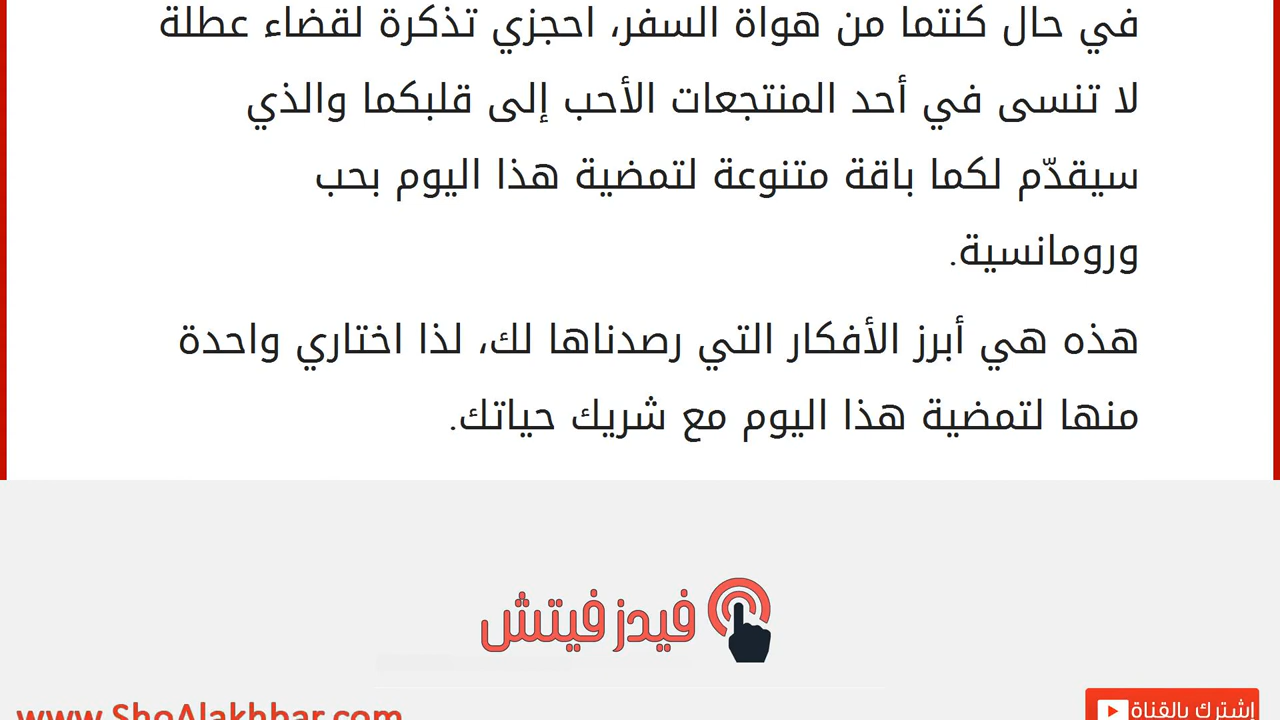 في حال كنتما من هواة السفر، احجزي تذكرة لقضاء عطلة
لا تنسى في أحد المنتجعات الأحب إلى قلبكما والذي
سيقدّم لكما باقة متنوعة لتمضية هذا اليوم بحب
ورومانسية.
هذه هي أبرز الأفكار التي رصدناها لك، لذا اختاري واحدة
منها لتمضية هذا اليوم مع شريك حياتك.
فيدز فيتش
www.ShoAlakhbar.com
إشترك بالقناة